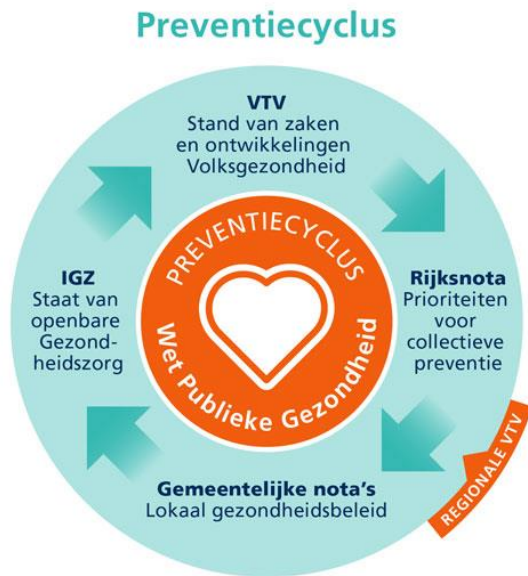 Preventiecyclus
VTV
Stand van zaken
en ontwikkelingen
Volksgezondheid
Rijksnota
Prioriteiten
voor
collectieve
preventie
REGIONALE VTV
Gemeentelijke nota's
Lokaal gezondheidsbeleid
IGZ
Staat van
openbare
Gezond-
heidszorg
PREVENTIECYCLUS
Wet Publieke Gezondheid